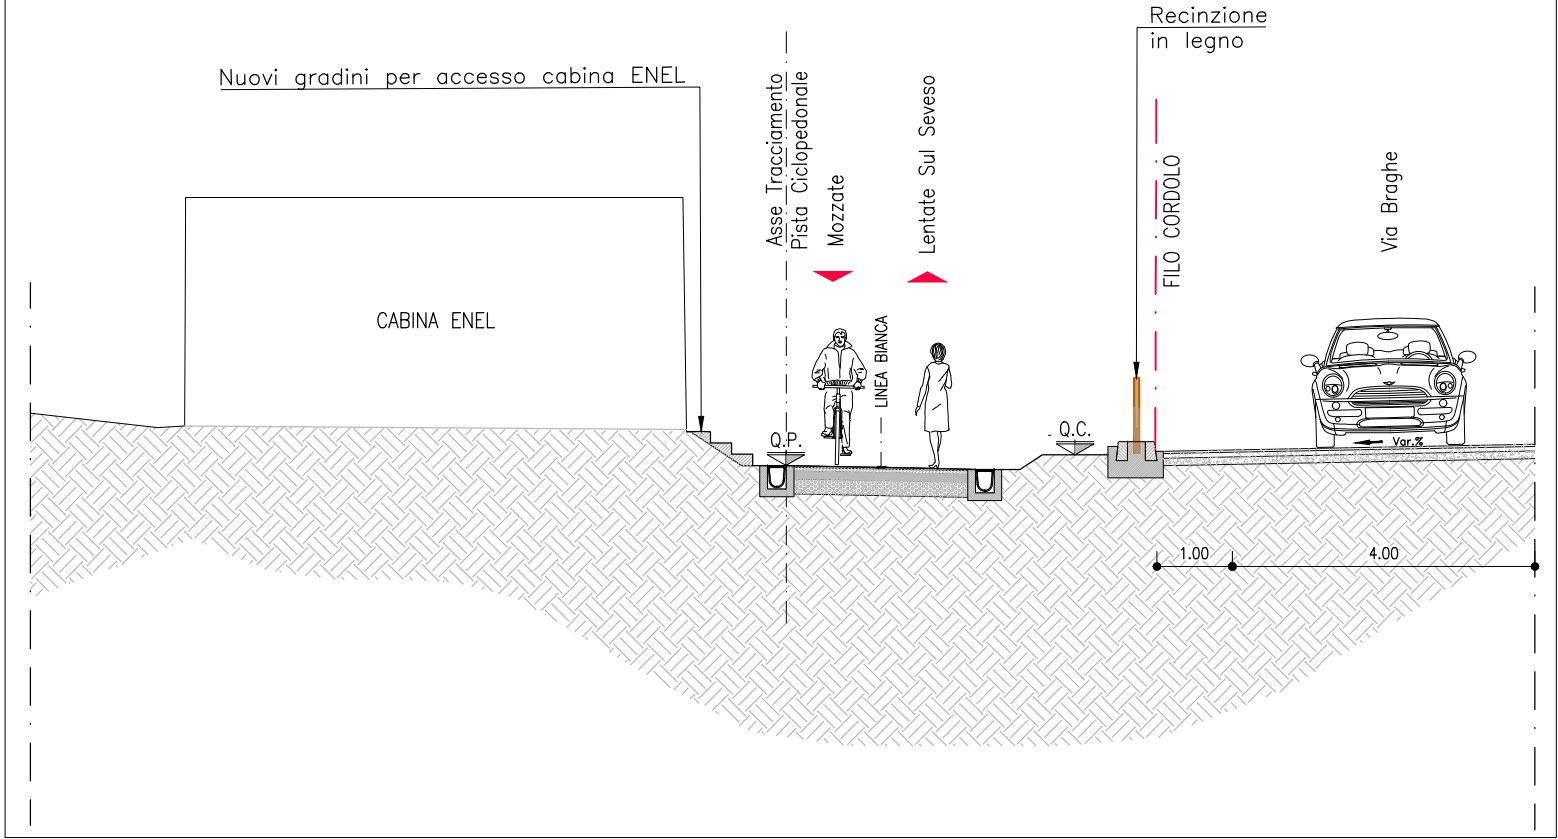 Recinzione
in legno
Nuovi gradini per accesso cabina ENEL
Asse Tracciamento
Pista Ciclopedonale
Mozzate
Lentate Sul Seveso
FILO CORDOLO
Via Braghe
CABINA ENEL
LINEA BIANCA
Q.P.
Q.C.
Var.%
1.00
4.00